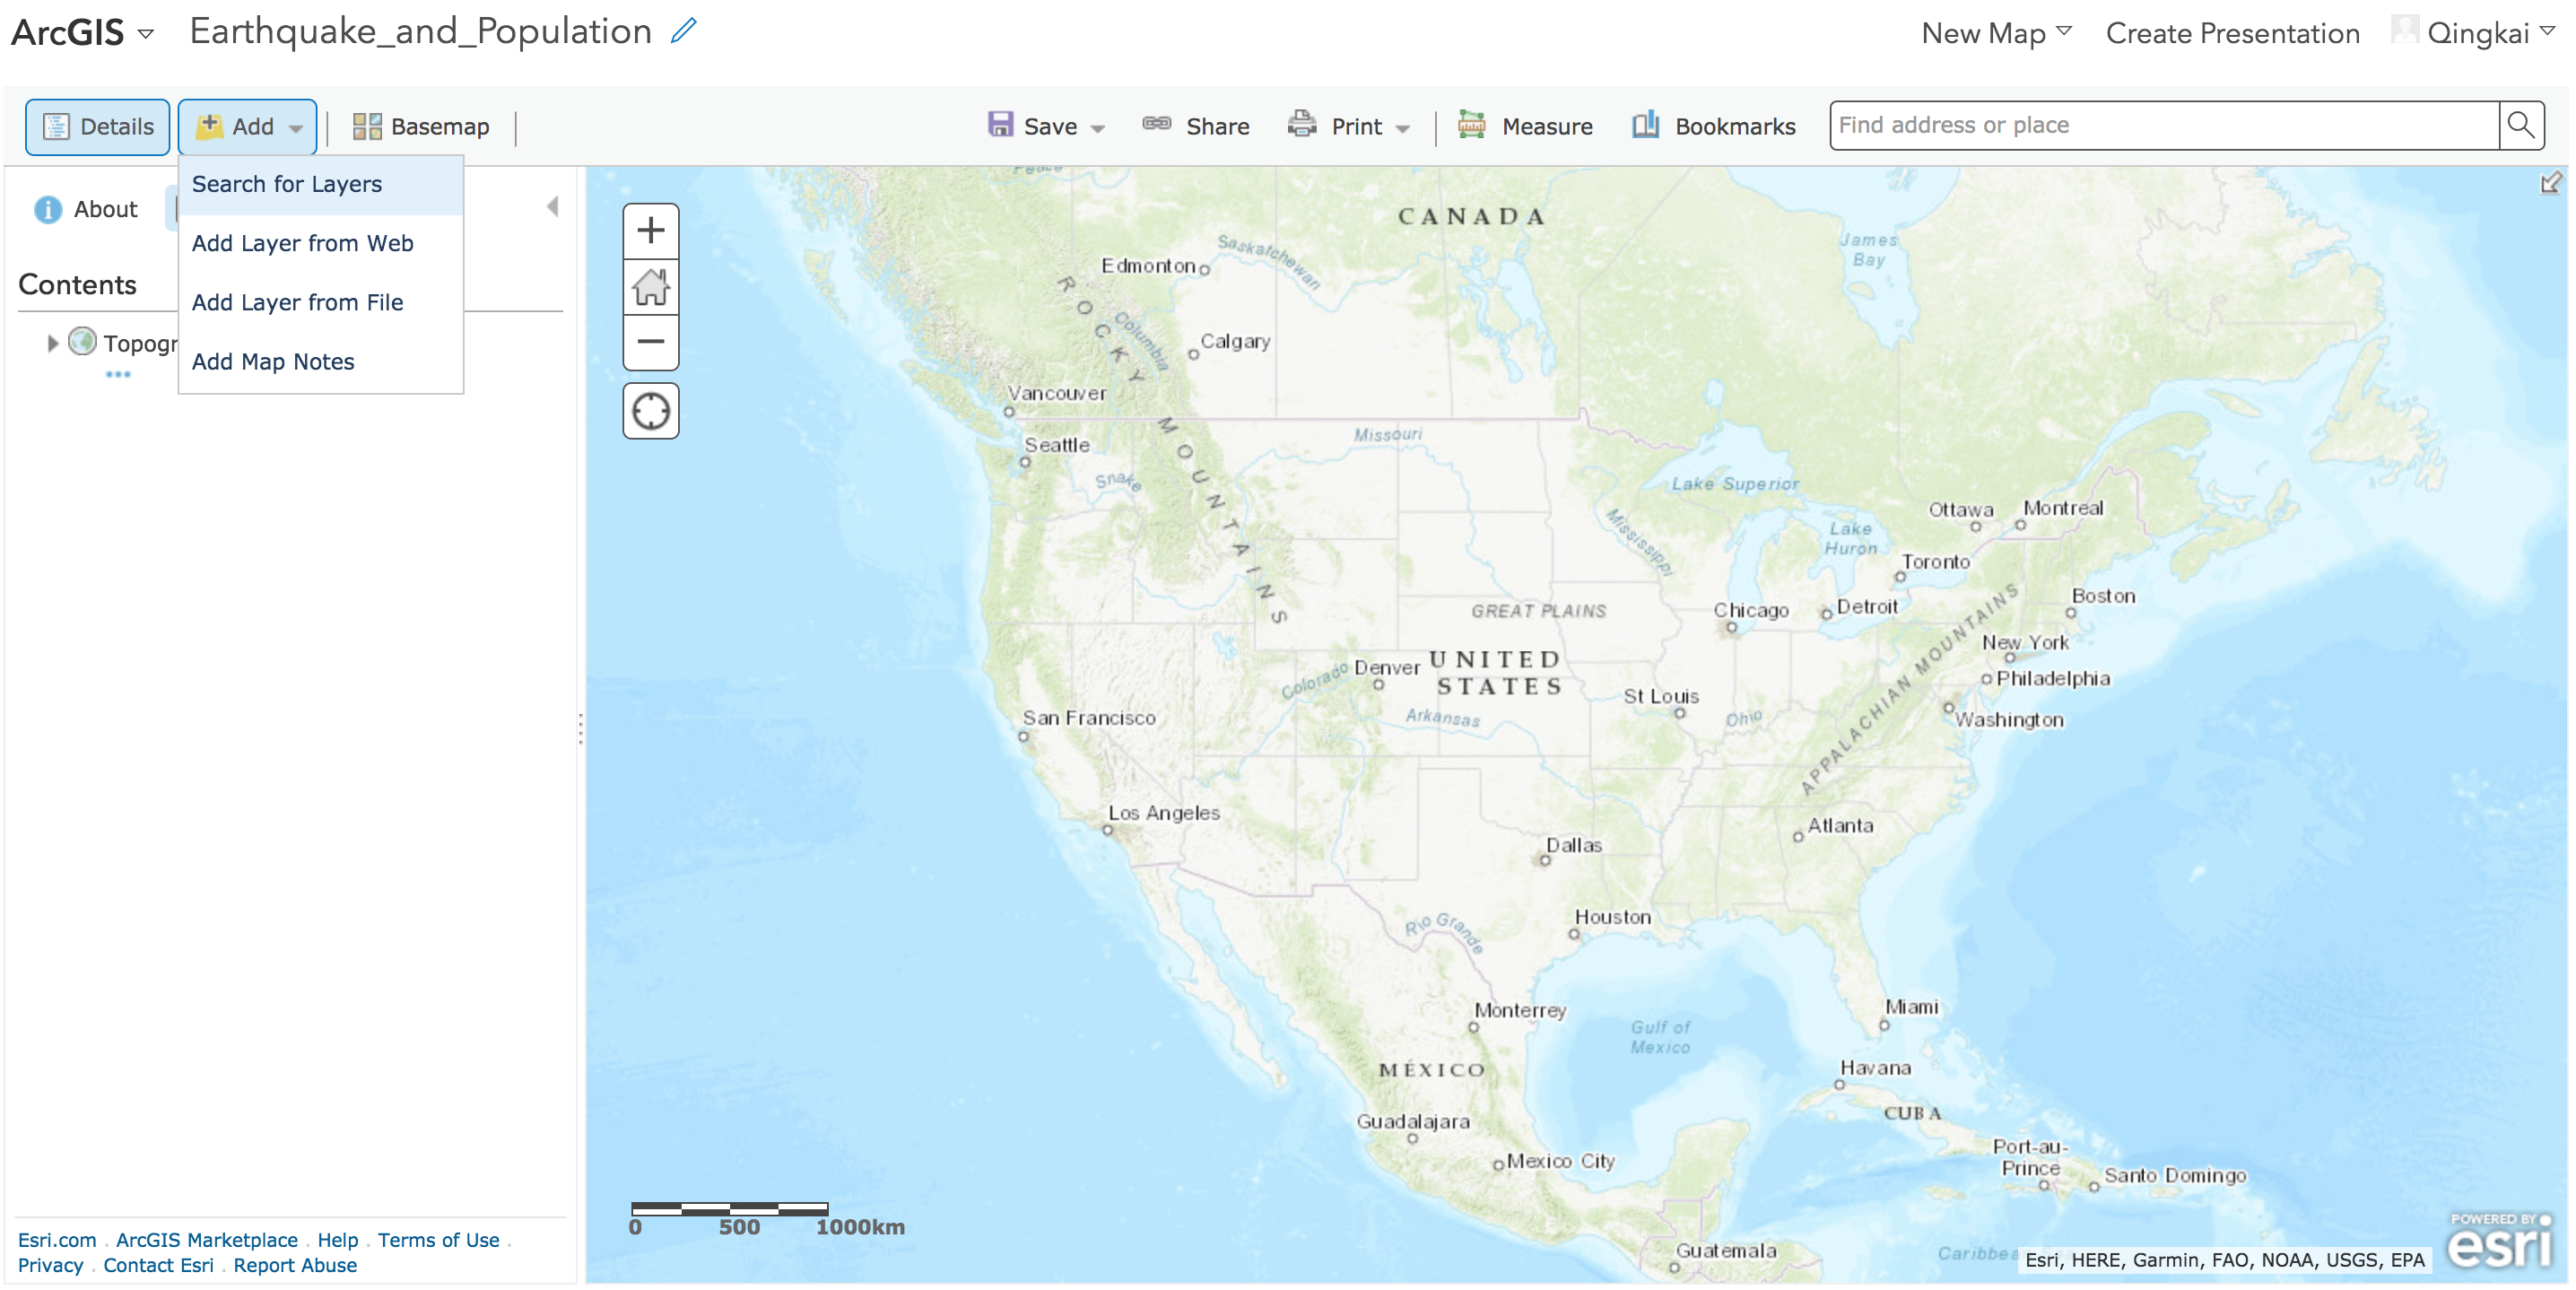 ArcGIS Earthquake_and_Population New Map Create Presentation Qingkai
Details Add Basemap Save Share Print Measure Bookmarks Find address or place
Search for Layers
Add Layer from Web
Add Layer from File
Add Map Notes
About
Contents
Topogr
Esri.com . ArcGIS Marketplace . Help . Terms of Use .
Privacy . Contact Esri . Report Abuse
Peace
CANADA
James
Bay
Saskatchewan
Edmonton
ROCKY MOUNTAINS
Columbia
Calgary
Vancouver
Seattle
Missouri
Snake
Lake Superior
Mississippi
Ottawa
Montreal
Lake
Huron
Toronto
Boston
GREAT PLAINS
Chicago
Detroit
New York
APPALACHIAN MOUNTAINS
UNITED
STATES
Denver
Colorado
Philadelphia
St Louis
Arkansas
Ohio
San Francisco
Washington
Los Angeles
Atlanta
Dallas
Houston
Rio Grande
Monterrey
Miami
Gulf of
Mexico
MÉXICO
Havana
CUBA
Guadalajara
Port-au-
Prince
Mexico City
Santo Domingo
0 500 1000km
Guatemala
Esri, HERE, Garmin, FAO, NOAA, USGS, EPA
POWERED BY
esri